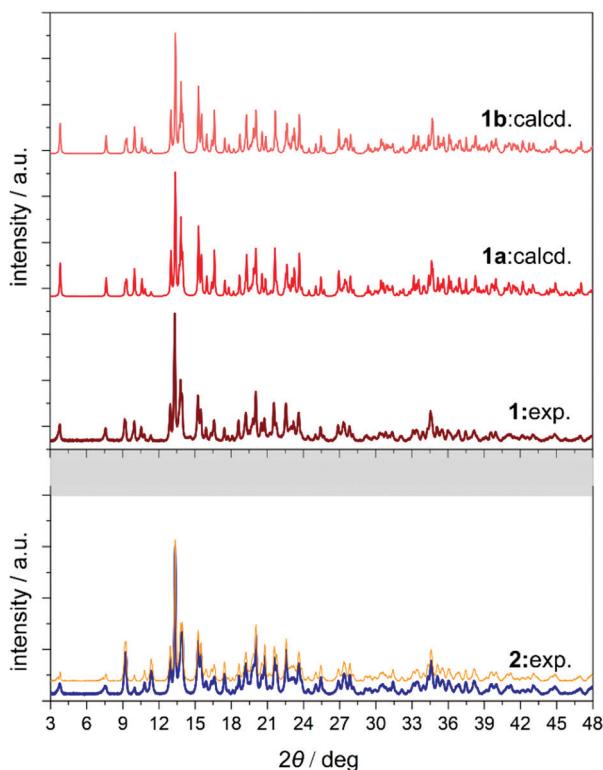 intensity / a.u.
1b:calcd.
1a:calcd.
1:exp.
intensity / a.u.
2:exp.
3 6 9 12 15 18 21 24 27 30 33 36 39 42 45 48
2θ / deg